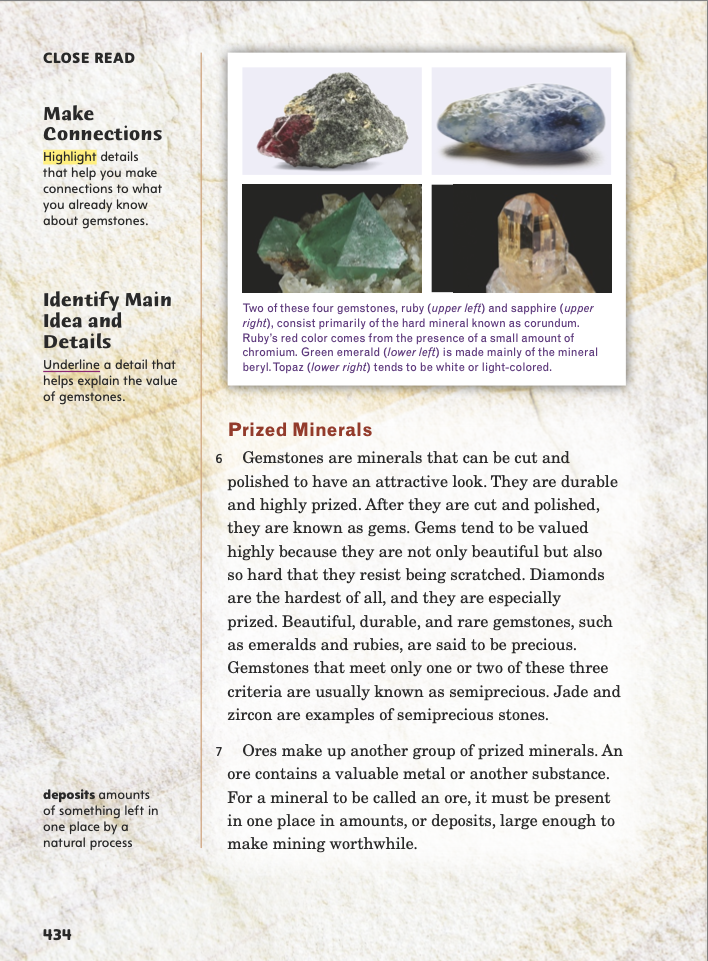 CLOSE READ
Make
Connections
Highlight details
that help you make
connections to what
you already know
about gemstones.
Identify Main
Idea and
Details
Underline a detail that
helps explain the value
of gemstones.
Two of these four gemstones, ruby (upper left) and sapphire (upper
right), consist primarily of the hard mineral known as corundum.
Ruby's red color comes from the presence of a small amount of
chromium. Green emerald (lower left) is made mainly of the mineral
beryl. Topaz (lower right) tends to be white or light-colored.
Prized Minerals
6 Gemstones are minerals that can be cut and
polished to have an attractive look. They are durable
and highly prized. After they are cut and polished,
they are known as gems. Gems tend to be valued
highly because they are not only beautiful but also
so hard that they resist being scratched. Diamonds
are the hardest of all, and they are especially
prized. Beautiful, durable, and rare gemstones, such
as emeralds and rubies, are said to be precious.
Gemstones that meet only one or two of these three
criteria are usually known as semiprecious. Jade and
zircon are examples of semiprecious stones.
7 Ores make up another group of prized minerals. An
ore contains a valuable metal or another substance.
For a mineral to be called an ore, it must be present
in one place in amounts, or deposits, large enough to
make mining worthwhile.
deposits amounts
of something left in
one place by a
natural process
434